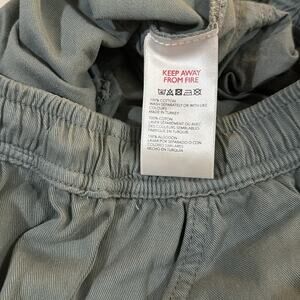 KEEP AWAY
FROM FIRE
100% COTTON
WASH SEPARATELY OR WITH LIKE
COLOURS
MADE IN TURKEY
100% COTON
LAVER SÉPARÉMENT OU AVEC
DES COULEURS SEMBLABLES
FABRIQUÉ EN TURQUIE
100% ALGODÓN
LAVAR POR SEPARADO O CON
COLORES SIMILARES
HECHO EN TURQUÍA